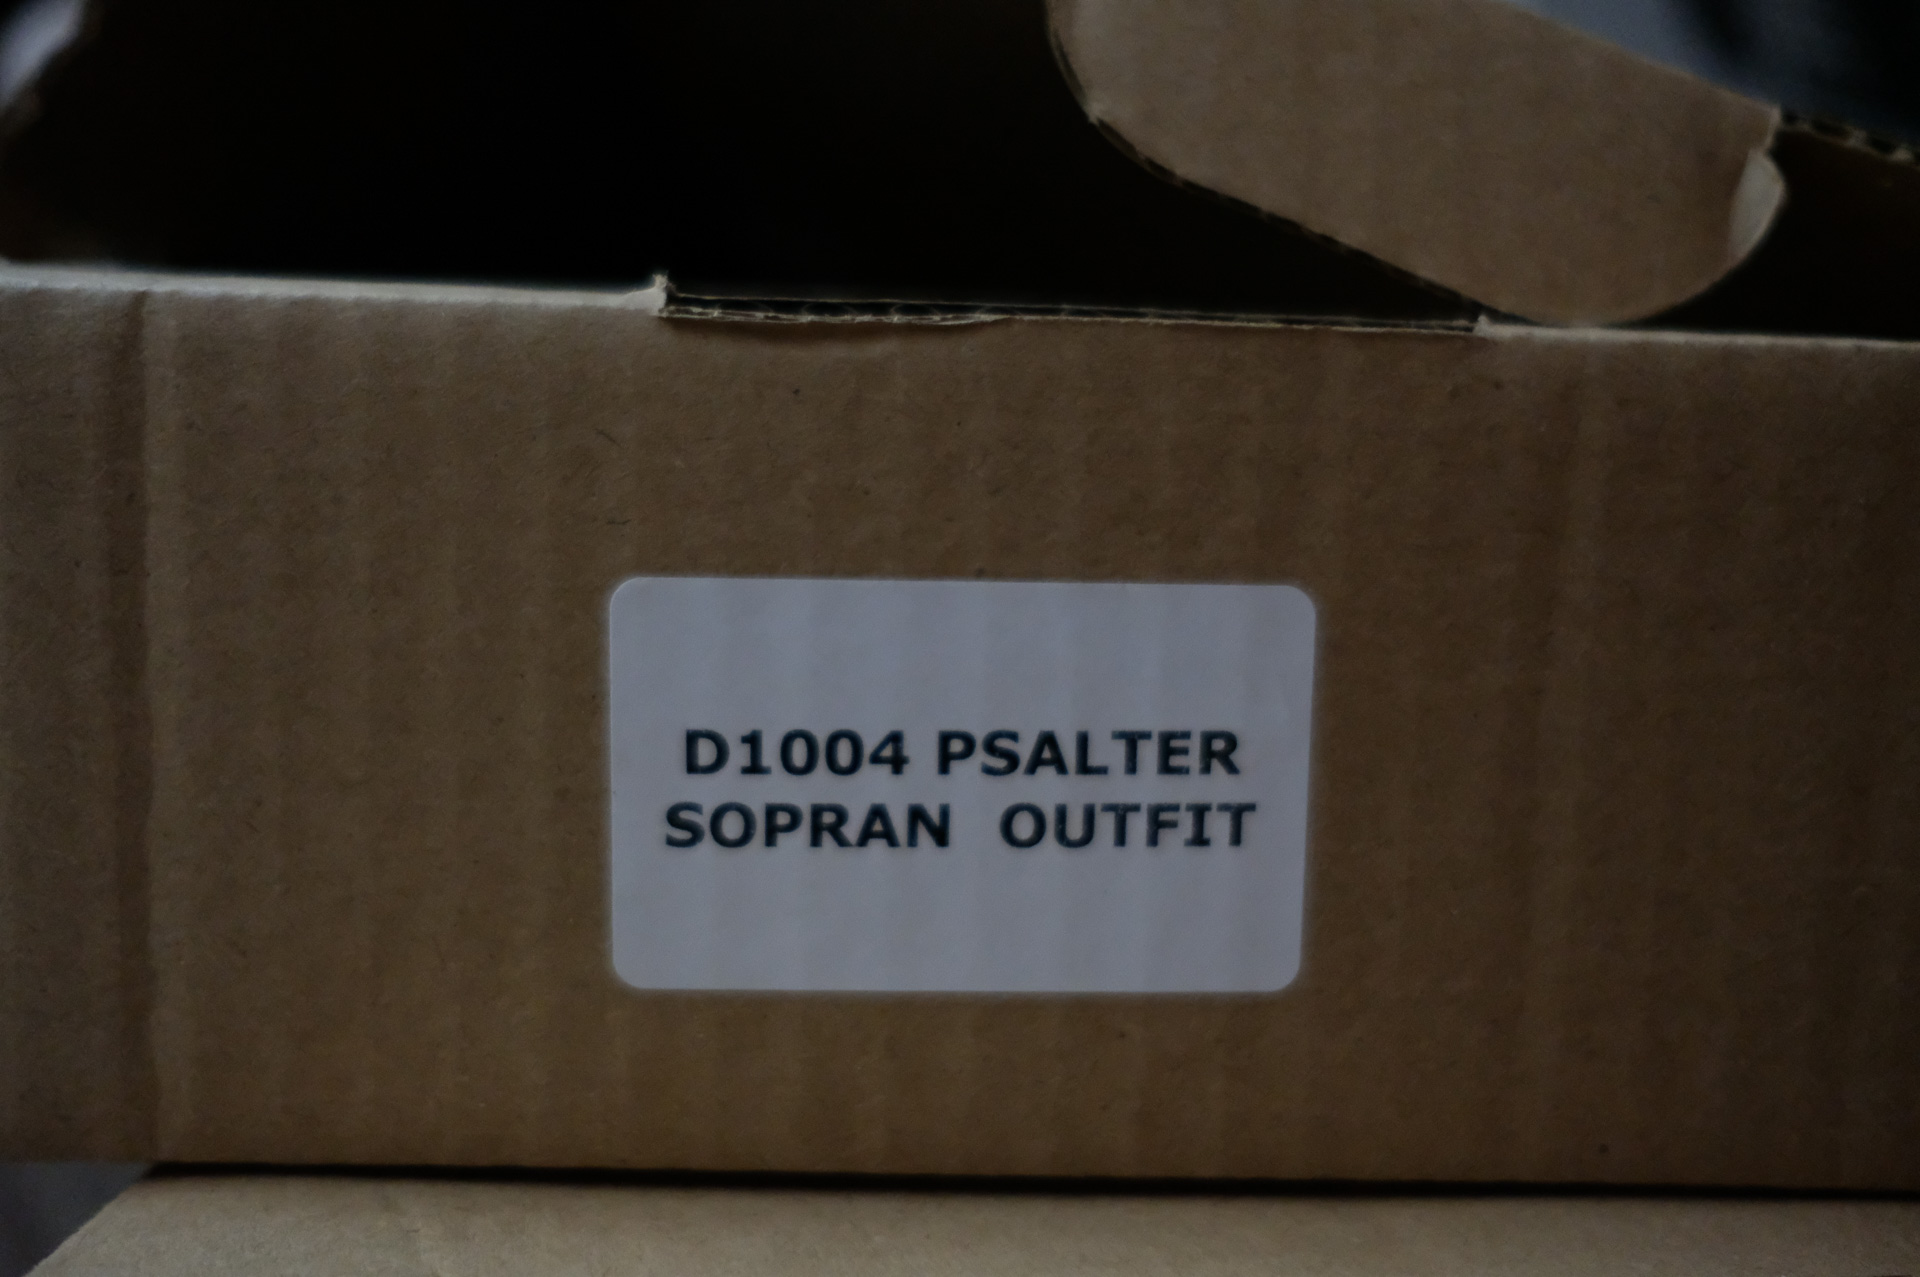 D1004 PSALTER
SOPRAN OUTFIT